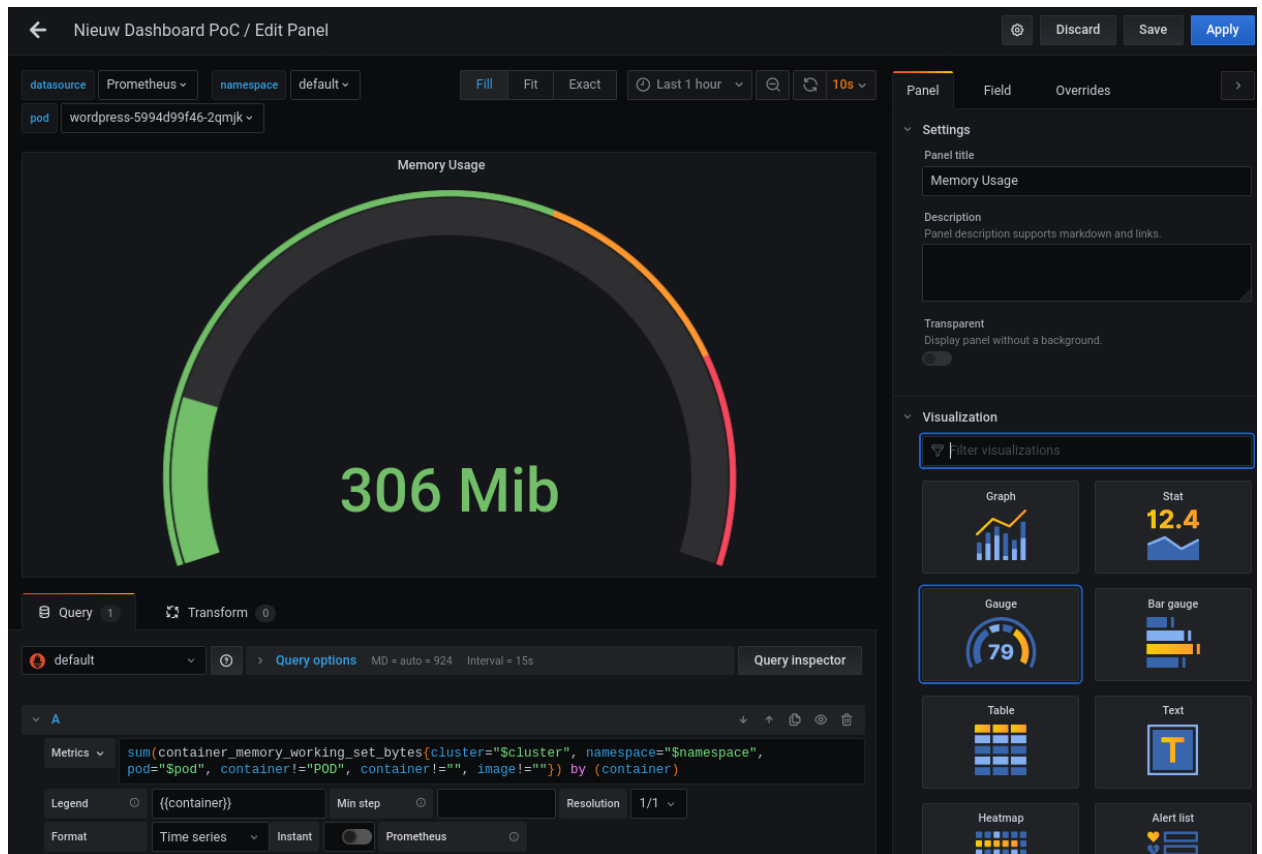 Nieuw Dashboard PoC / Edit Panel
Discard
Save
Apply
datasource
Prometheus
namespace
default
Fill
Fit
Exact
Last 1 hour
10s
pod
wordpress-5994d99f46-2qmjk
Memory Usage
306 Mib
Query 1
Transform 0
default
Query options MD = auto = 924 Interval = 15s
Query inspector
A
Metrics
sum(container_memory_working_set_bytes{cluster="$cluster", namespace="$namespace",
pod="$pod", container!="POD", container!="", image!=""}) by (container)
Legend
{{container}}
Min step
Resolution
1/1
Format
Time series
Instant
Prometheus
Panel
Field
Overrides
Settings
Panel title
Memory Usage
Description
Panel description supports markdown and links.
Transparent
Display panel without a background.
Visualization
Filter visualizations
Graph
Stat
12.4
Gauge
79
Bar gauge
Table
Text
T
Heatmap
Alert list